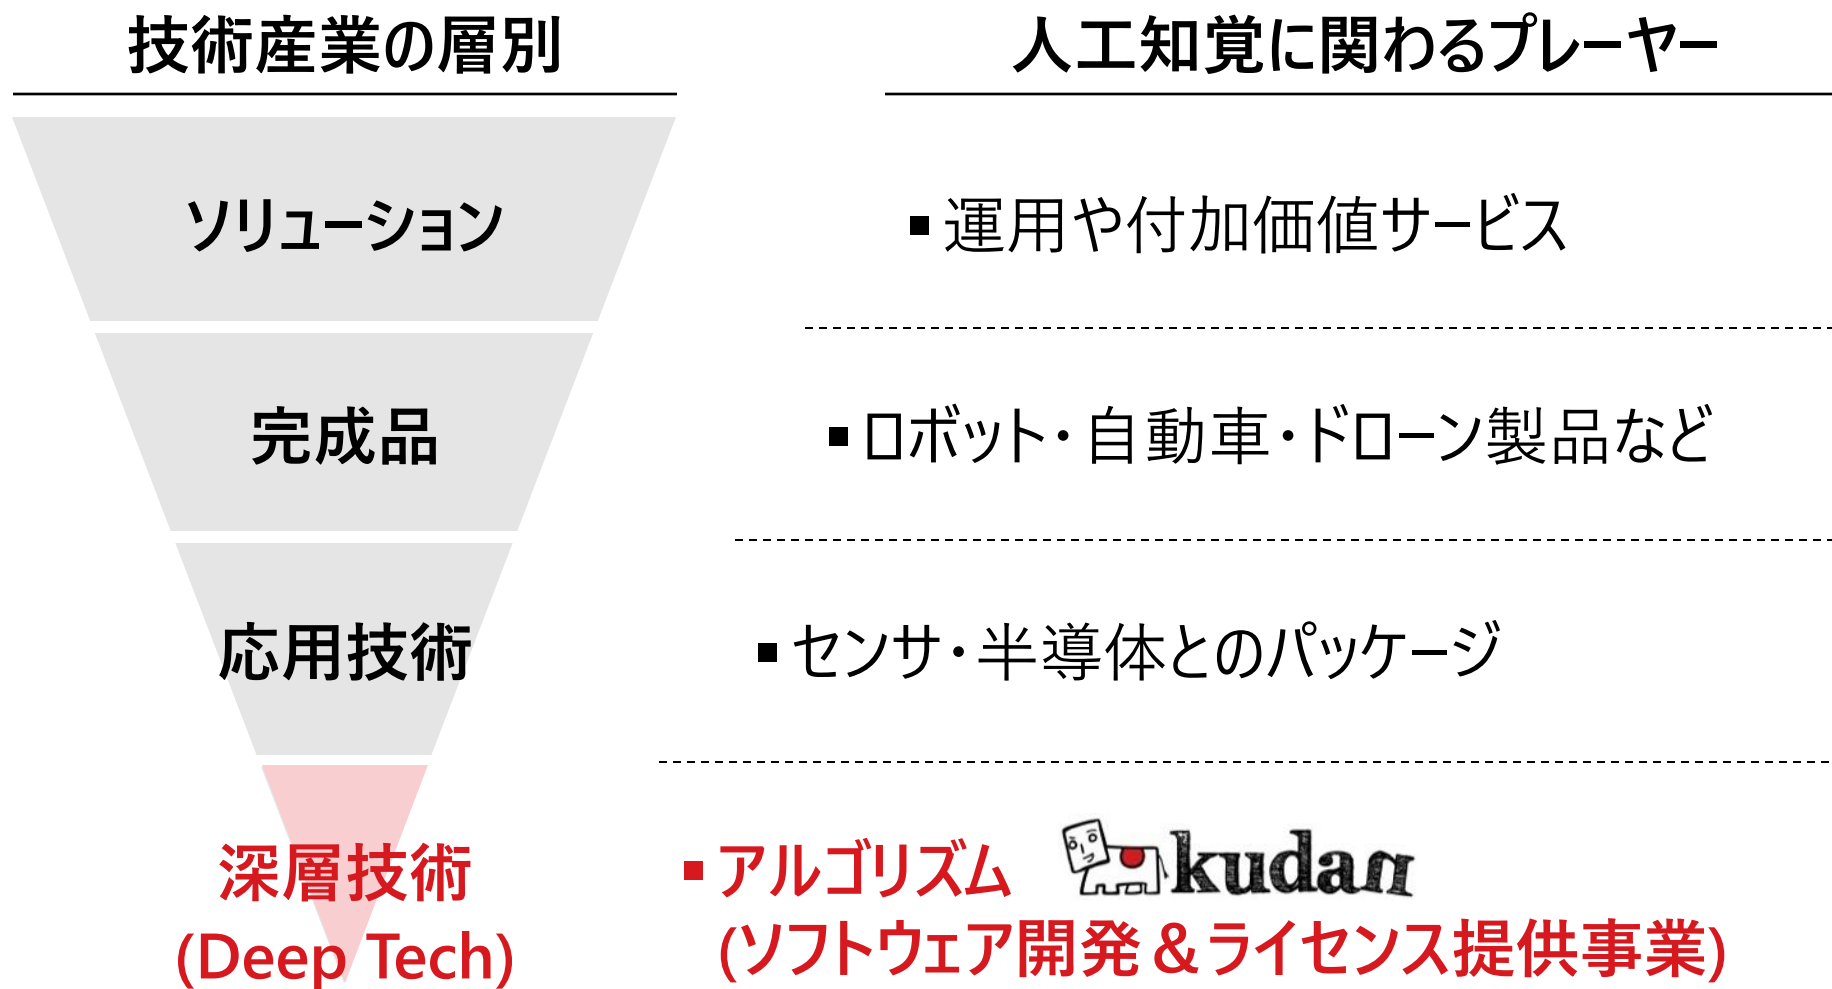 技術産業の層別
人工知覚に関わるプレーヤー
ソリューション
▪運用や付加価値サービス
完成品
▪ロボット・自動車・ドローン製品など
応用技術
▪センサ・半導体とのパッケージ
深層技術
(Deep Tech)
▪アルゴリズム
kudan
(ソフトウェア開発&ライセンス提供事業)